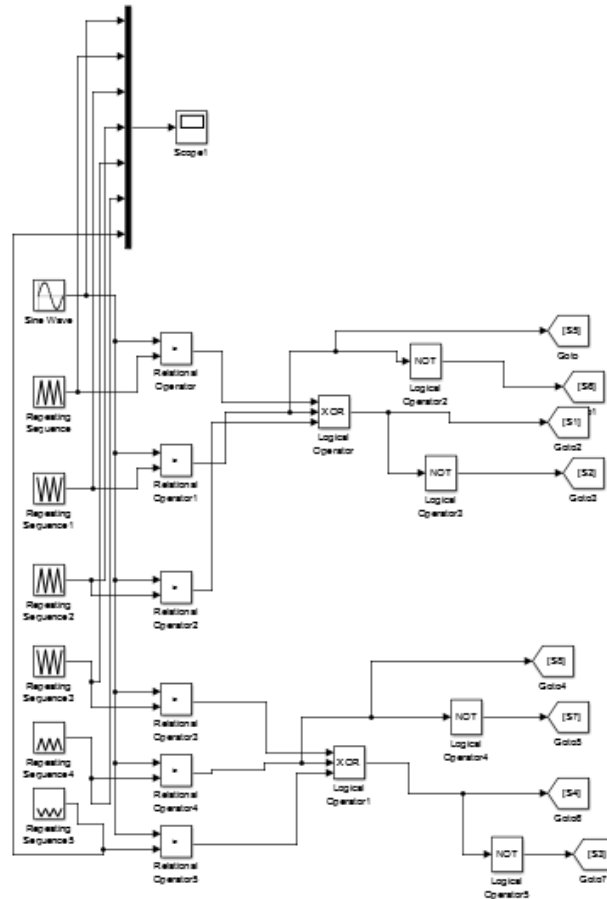 Scope1
Sine Wave
Relational
Operator
Repeating
Sequence
XOR
Logical
Operator
[S5]
Goto
NOT
Logical
Operator2
[S6]
[S1]
Goto2
Relational
Operator1
Repeating
Sequence1
NOT
Logical
Operator3
[S2]
Goto3
Relational
Operator2
Repeating
Sequence2
Repeating
Sequence3
Relational
Operator3
[S8]
Goto4
NOT
Logical
Operator4
[S7]
Goto5
Repeating
Sequence4
Relational
Operator4
XOR
Logical
Operator1
[S4]
Goto6
Repeating
Sequence5
Relational
Operator5
NOT
Logical
Operator5
[S3]
Goto7